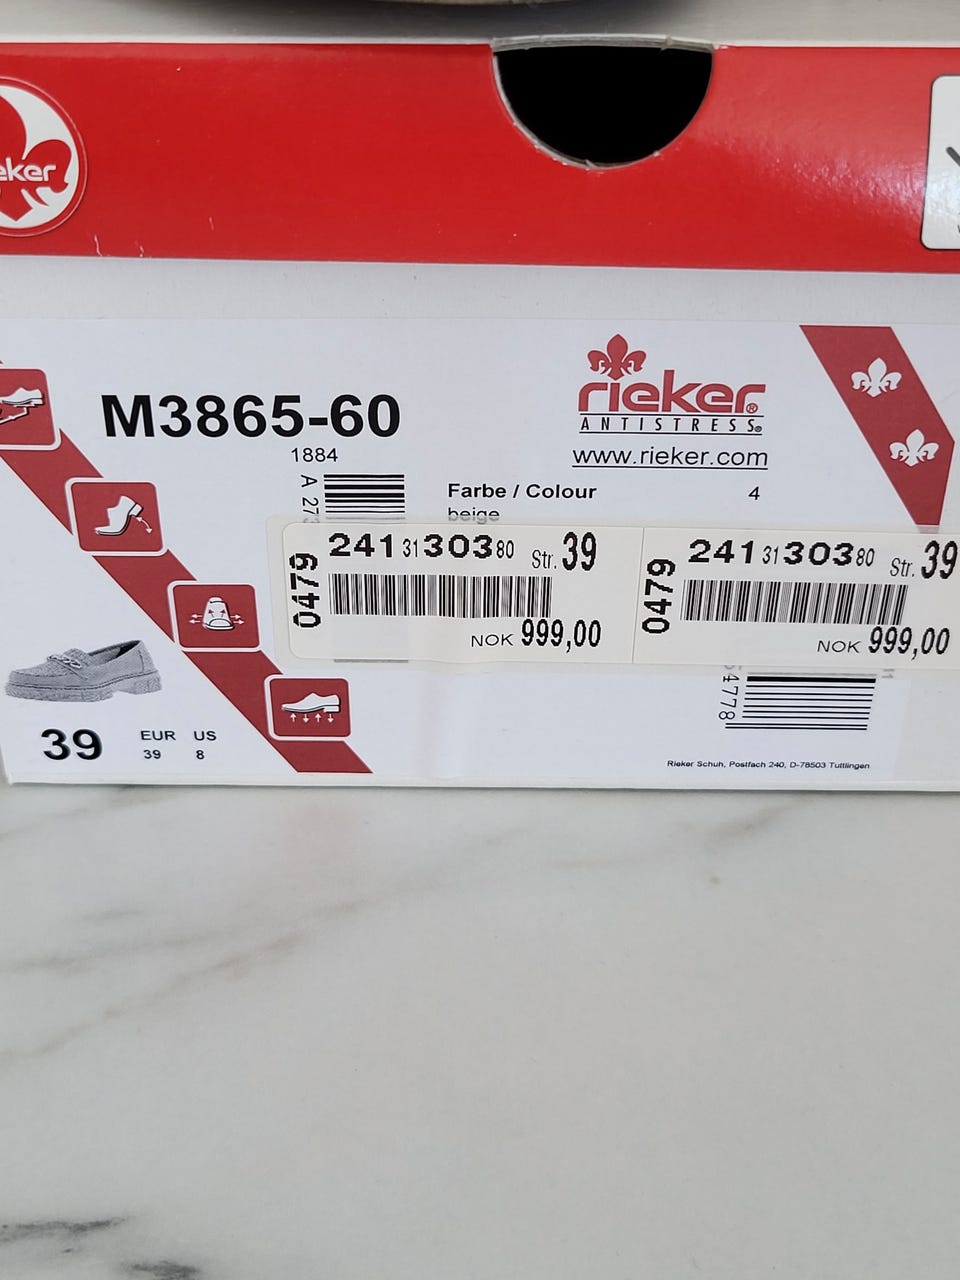 M3865-60
1884
rieker®
ANTISTRESS®
www.rieker.com
Farbe / Colour 4
beige
0479
241 31 303 80 Str. 39
NOK 999,00
0479
241 31 303 80 Str. 39
NOK 999,00
39
EUR US
39 8
Rieker Schuh, Postfach 240, D-78503 Tuttlingen